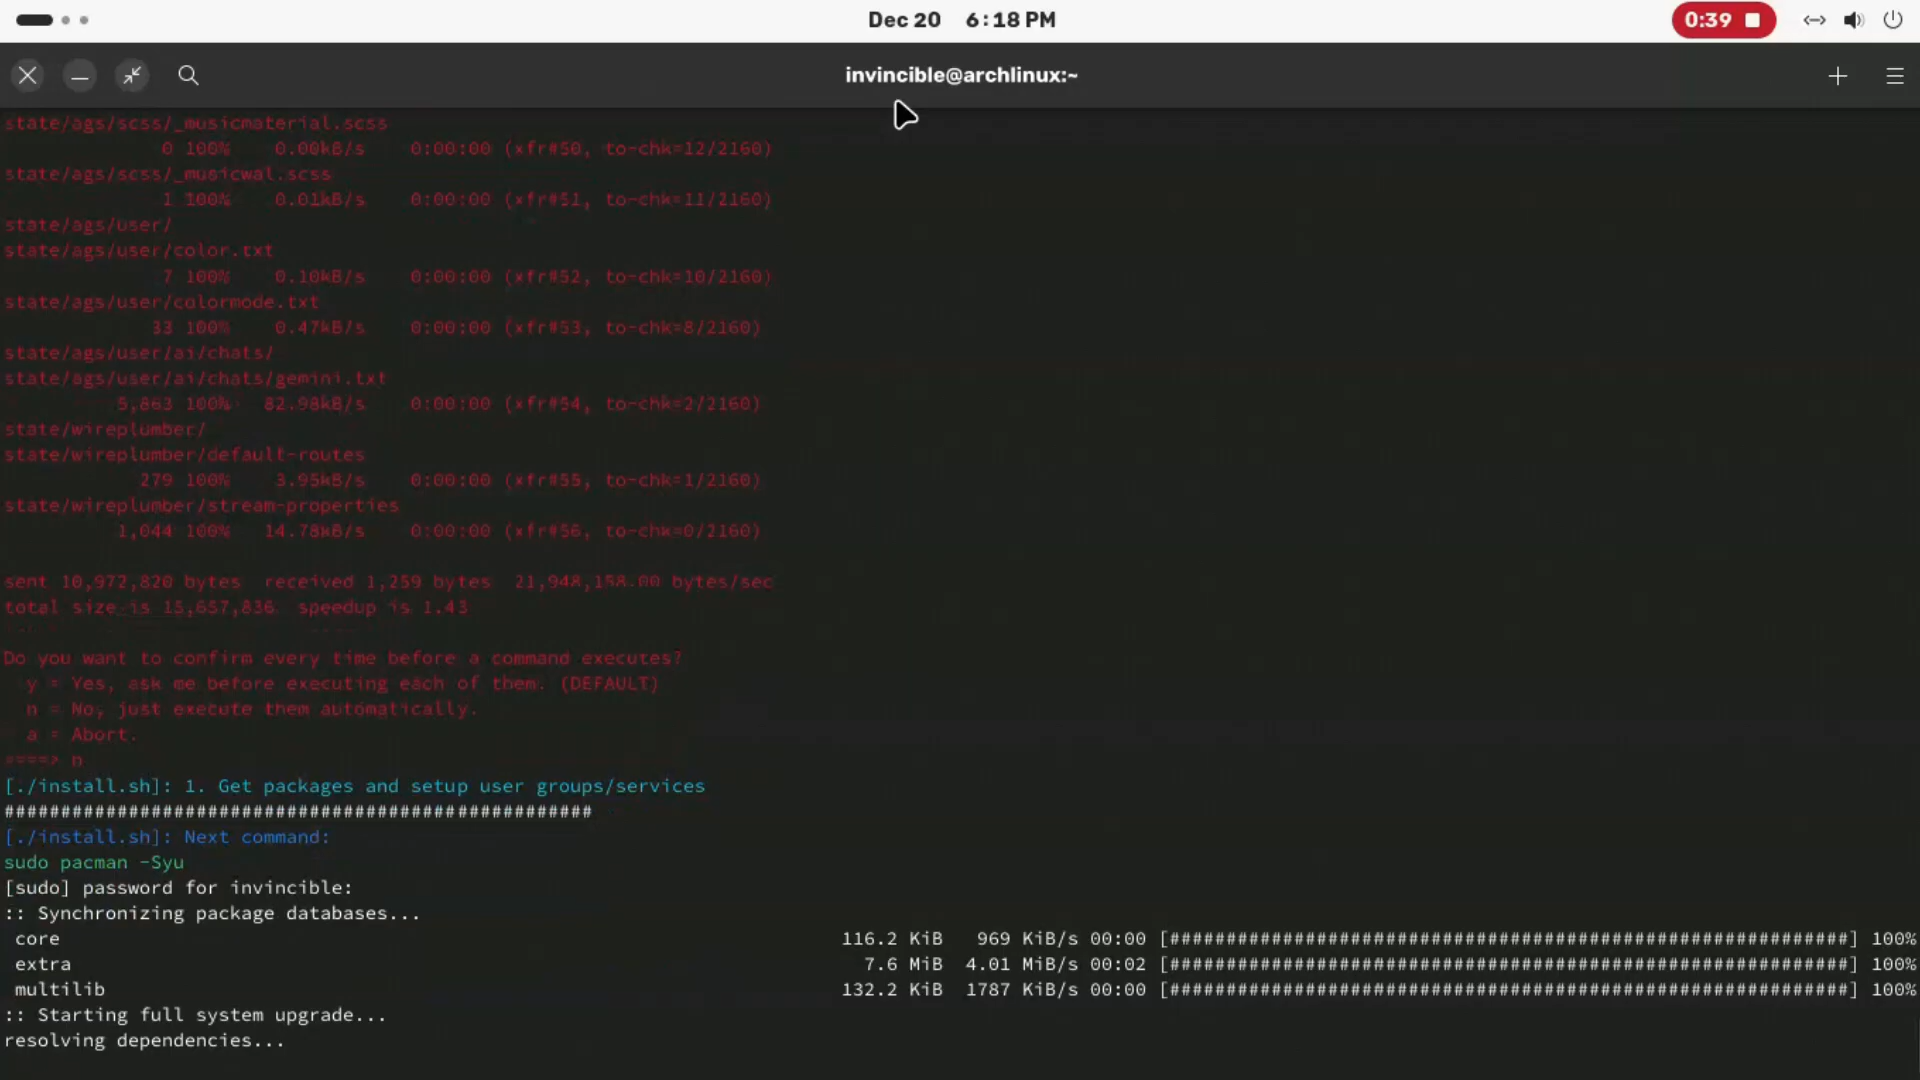 Dec 20 6:18 PM
0:39
invincible@archlinux:~
state/ags/scss/_musicmaterial.scss
0 100% 0.00kB/s 0:00:00 (xfr#50, to-chk=12/2160)
state/ags/scss/_musicwal.scss
1 100% 0.01kB/s 0:00:00 (xfr#51, to-chk=11/2160)
state/ags/user/
state/ags/user/color.txt
7 100% 0.10kB/s 0:00:00 (xfr#52, to-chk=10/2160)
state/ags/user/colormode.txt
33 100% 0.47kB/s 0:00:00 (xfr#53, to-chk=8/2160)
state/ags/user/ai/chats/
state/ags/user/ai/chats/gemini.txt
5,863 100% 82.98kB/s 0:00:00 (xfr#54, to-chk=2/2160)
state/wireplumber/
state/wireplumber/default-routes
279 100% 3.95kB/s 0:00:00 (xfr#55, to-chk=1/2160)
state/wireplumber/stream-properties
1,044 100% 14.78kB/s 0:00:00 (xfr#56, to-chk=0/2160)
sent 10,972,820 bytes received 1,259 bytes 21,948,158.00 bytes/sec
total size is 15,657,836 speedup is 1.43
Do you want to confirm every time before a command executes?
y = Yes, ask me before executing each of them. (DEFAULT)
n = No, just execute them automatically.
a = Abort.
====> n
[./install.sh]: 1. Get packages and setup user groups/services
####################################################
[./install.sh]: Next command:
sudo pacman -Syu
[sudo] password for invincible:
:: Synchronizing package databases...
core 116.2 KiB 969 KiB/s 00:00 [############################################################] 100%
extra 7.6 MiB 4.01 MiB/s 00:02 [############################################################] 100%
multilib 132.2 KiB 1787 KiB/s 00:00 [############################################################] 100%
:: Starting full system upgrade...
resolving dependencies...